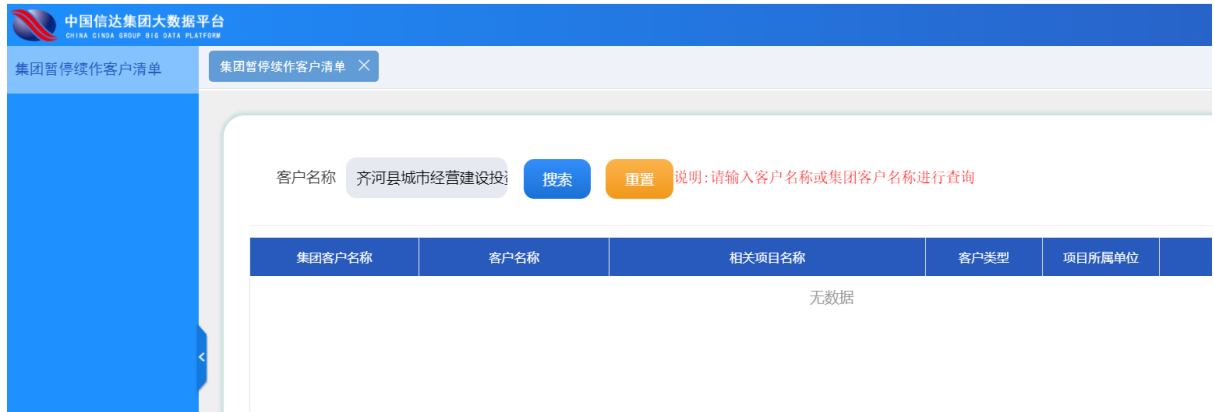 中国信达集团大数据平台
CHINA CINDA GROUP BIG DATA PLATFORM
集团暂停续作客户清单
集团暂停续作客户清单
客户名称 齐河县城市经营建设投 搜索 重置 说明:请输入客户名称或集团客户名称进行查询
集团客户名称 客户名称 相关项目名称 客户类型 项目所属单位
无数据